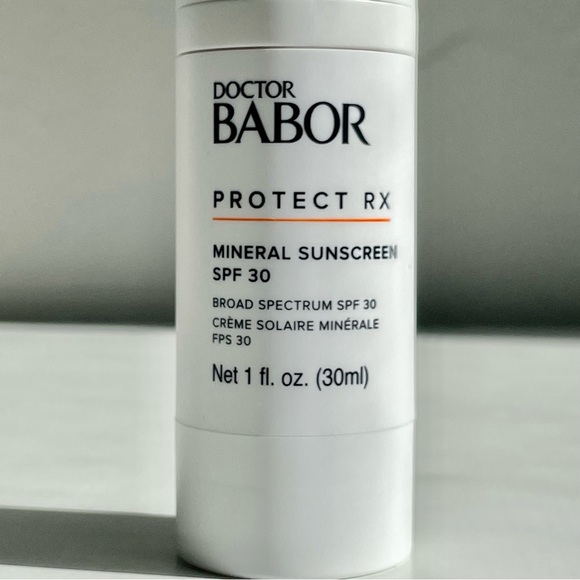 DOCTOR
BABOR
PROTECT RX
MINERAL SUNSCREEN
SPF 30
BROAD SPECTRUM SPF 30
CRÈME SOLAIRE MINÉRALE
FPS 30
Net 1 fl. oz. (30ml)